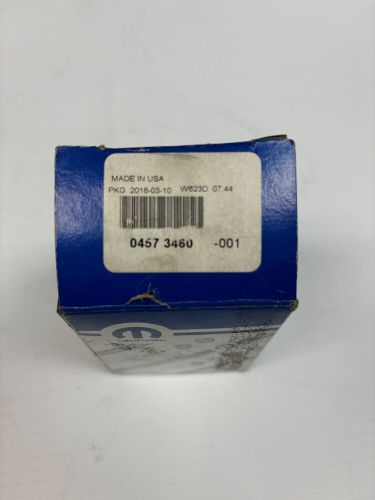 MADE IN USA
PKG 2016-03-10 W623D 07:44
0457 3460 -001